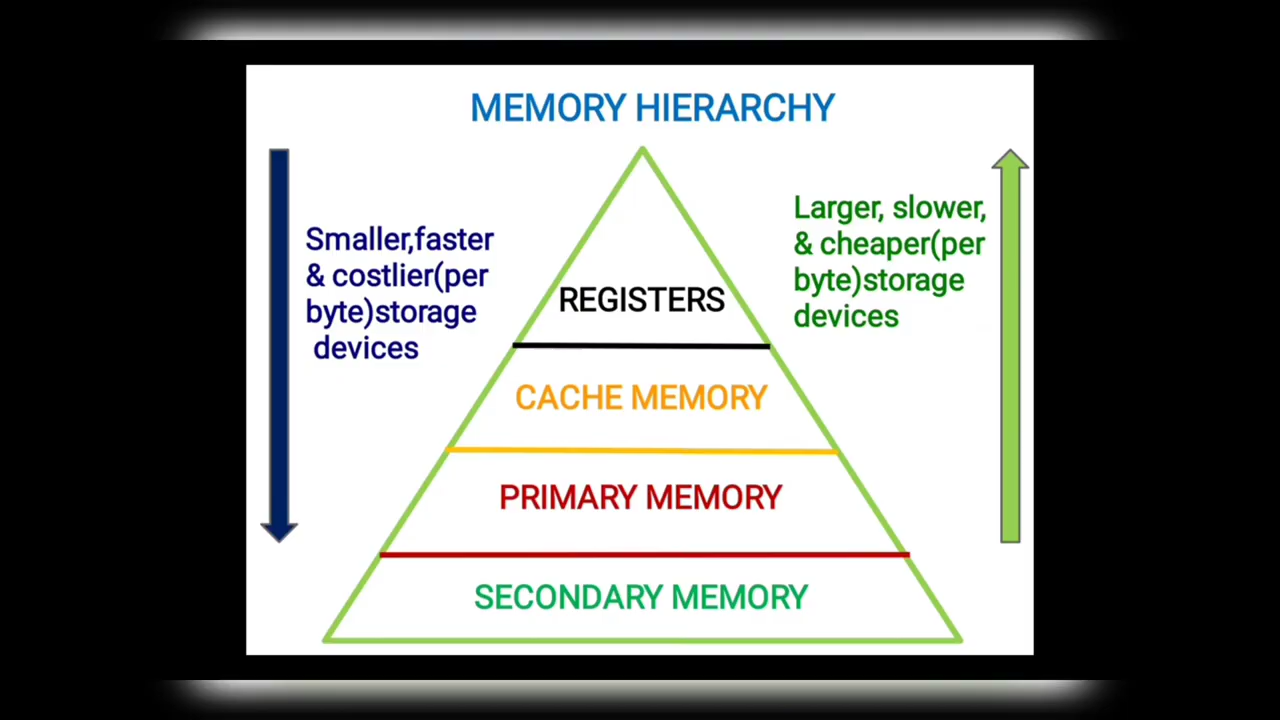 MEMORY HIERARCHY
Smaller,faster
& costlier(per
byte)storage
devices
Larger, slower,
& cheaper(per
byte)storage
devices
REGISTERS
CACHE MEMORY
PRIMARY MEMORY
SECONDARY MEMORY